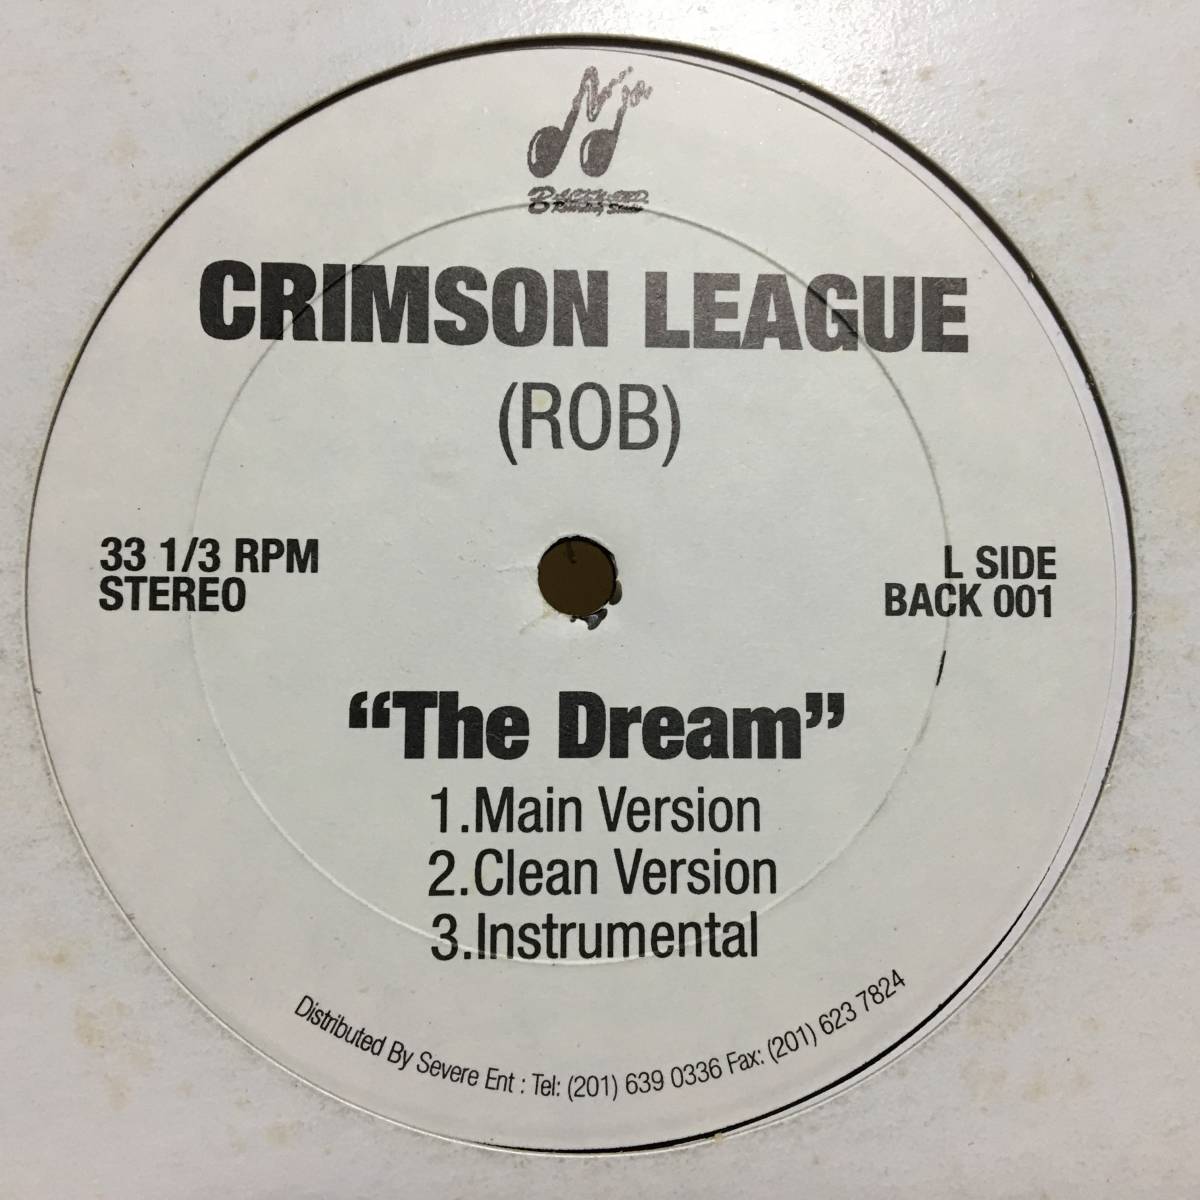 CRIMSON LEAGUE
(ROB)
33 1/3 RPM
STEREO
L SIDE
BACK 001
“The Dream”
1.Main Version
2.Clean Version
3.Instrumental
Distributed By Severe Ent : Tel: (201) 639 0336 Fax: (201) 623 7824